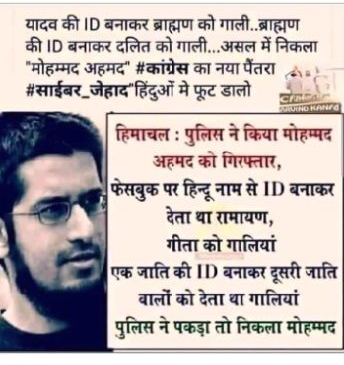 यादव की ID बनाकर ब्राह्मण को गाली..ब्राह्मण
की ID बनाकर दलित को गाली...असल में निकला
"मोहम्मद अहमद" #कांग्रेस का नया पैंतरा
#साईबर_जेहाद"हिंदुओं मे फूट डालो
हिमाचल : पुलिस ने किया मोहम्मद
अहमद को गिरफ्तार,
फेसबुक पर हिन्दू नाम से ID बनाकर
देता था रामायण,
गीता को गालियां
एक जाति की ID बनाकर दूसरी जाति
वालों को देता था गालियां
पुलिस ने पकड़ा तो निकला मोहम्मद